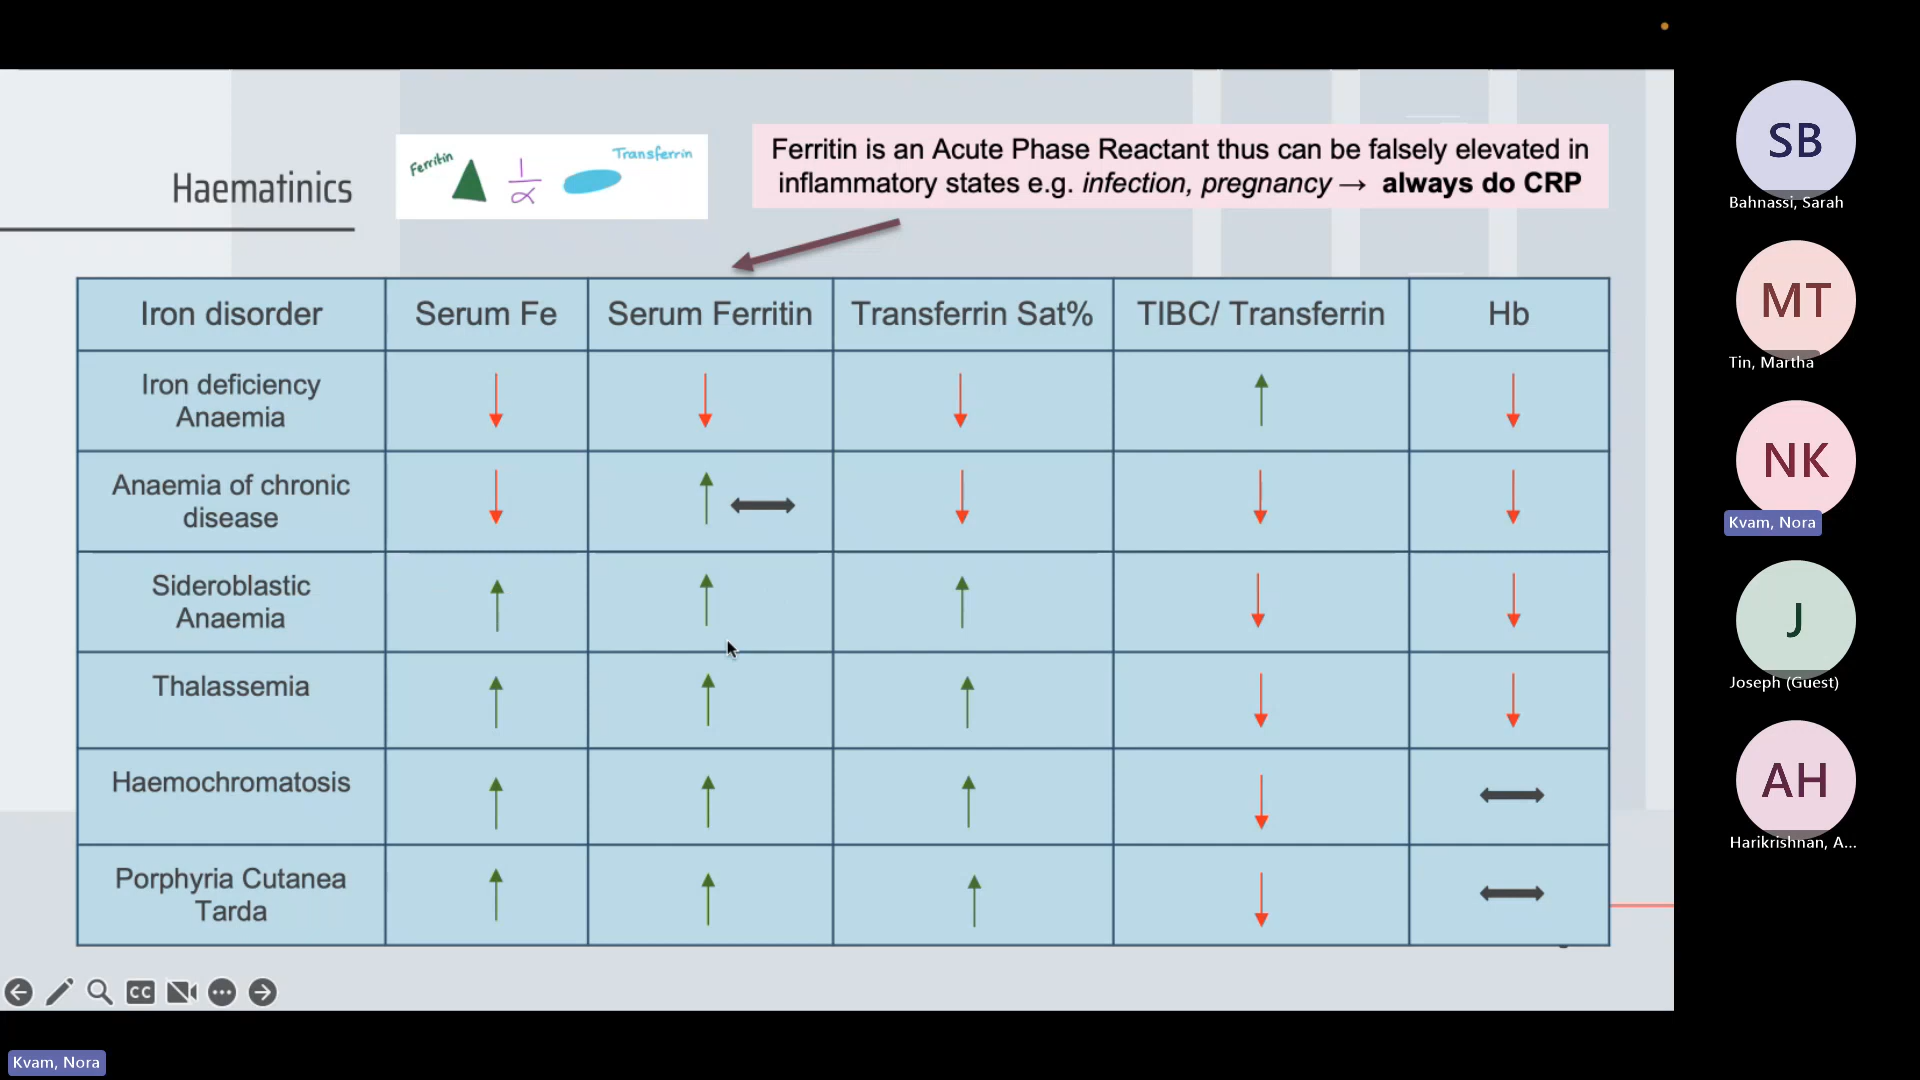 Haematinics
Ferritin
1
α
Transferrin
Ferritin is an Acute Phase Reactant thus can be falsely elevated in
inflammatory states e.g. infection, pregnancy → always do CRP
Iron disorder Serum Fe Serum Ferritin Transferrin Sat% TIBC/ Transferrin Hb
Iron deficiency
Anaemia
↓ ↓ ↓ ↑ ↓
Anaemia of chronic
disease
↓ ↑ ↔ ↓ ↓ ↓
Sideroblastic
Anaemia
↑ ↑ ↑ ↓ ↓
Thalassemia
↑ ↑ ↑ ↓ ↓
Haemochromatosis
↑ ↑ ↑ ↓ ↔
Porphyria Cutanea
Tarda
↑ ↑ ↑ ↓ ↔
CC
SB
Bahnassi, Sarah
MT
Tin, Martha
NK
Kvam, Nora
J
Joseph (Guest)
AH
Harikrishnan, A...
Kvam, Nora